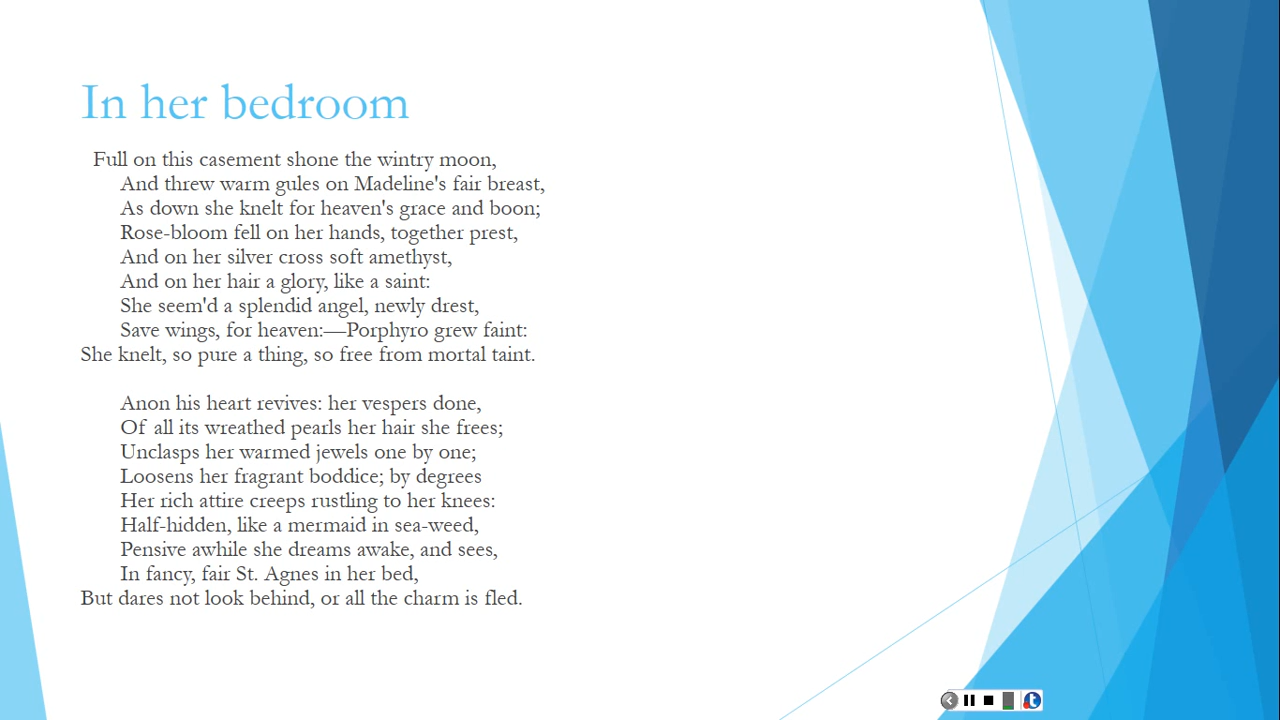 In her bedroom
Full on this casement shone the wintry moon,
And threw warm gules on Madeline's fair breast,
As down she knelt for heaven's grace and boon;
Rose-bloom fell on her hands, together prest,
And on her silver cross soft amethyst,
And on her hair a glory, like a saint:
She seem'd a splendid angel, newly drest,
Save wings, for heaven:—Porphyro grew faint:
She knelt, so pure a thing, so free from mortal taint.
Anon his heart revives: her vespers done,
Of all its wreathed pearls her hair she frees;
Unclasps her warmed jewels one by one;
Loosens her fragrant boddice; by degrees
Her rich attire creeps rustling to her knees:
Half-hidden, like a mermaid in sea-weed,
Pensive awhile she dreams awake, and sees,
In fancy, fair St. Agnes in her bed,
But dares not look behind, or all the charm is fled.
t